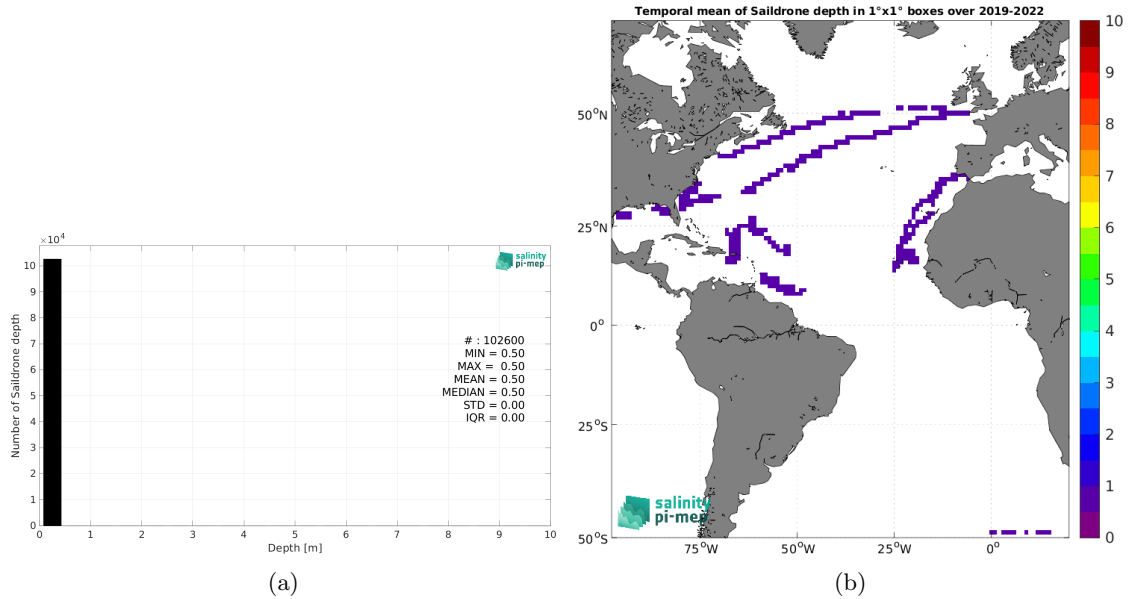 Temporal mean of Saildrone depth in 1°x1° boxes over 2019-2022
×10⁴
10
9
8
7
6
5
4
3
2
1
0
Number of Saildrone depth
salinity
pi-mep
# : 102600
MIN = 0.50
MAX = 0.50
MEAN = 0.50
MEDIAN = 0.50
STD = 0.00
IQR = 0.00
0 1 2 3 4 5 6 7 8 9 10
Depth [m]
(a)
50°N
25°N
0°
25°S
50°S
75°W 50°W 25°W 0°
salinity
pi-mep
10
9
8
7
6
5
4
3
2
1
0
(b)